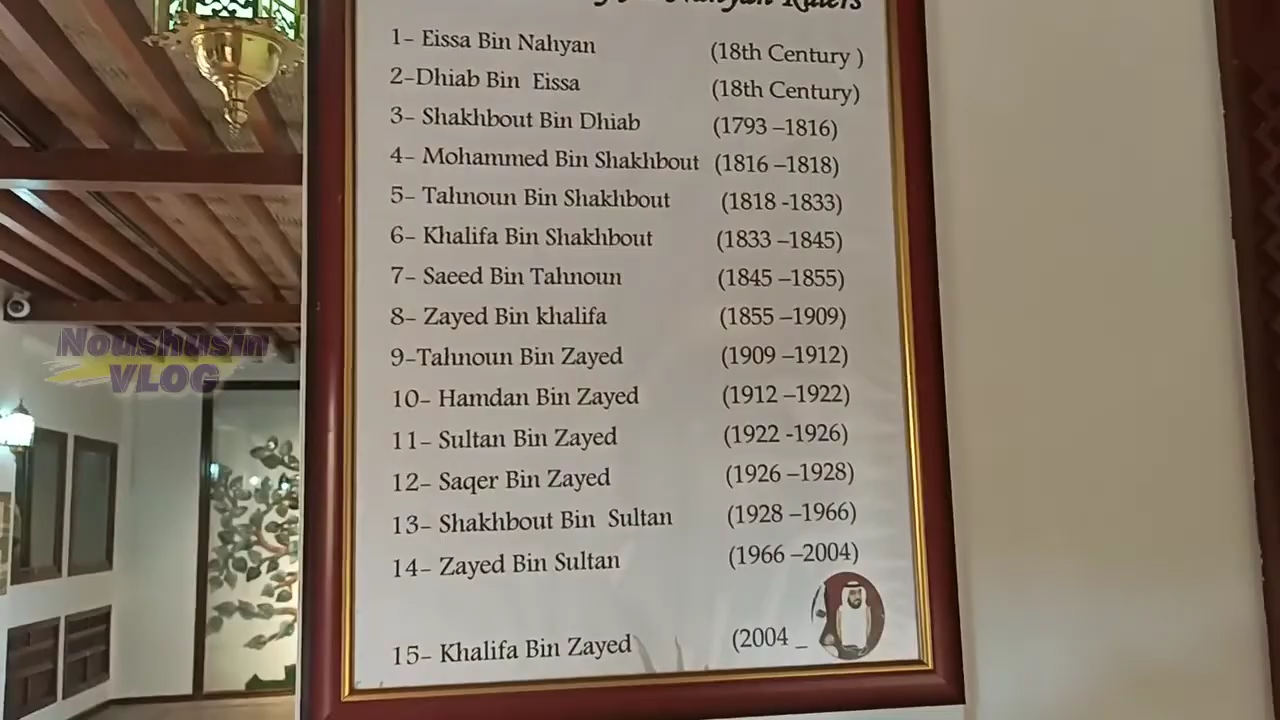 Nahyan Rulers
1- Eissa Bin Nahyan (18th Century )
2-Dhiab Bin Eissa (18th Century)
3- Shakhbout Bin Dhiab (1793 –1816)
4- Mohammed Bin Shakhbout (1816 –1818)
5- Tahnoun Bin Shakhbout (1818 -1833)
6- Khalifa Bin Shakhbout (1833 –1845)
7- Saeed Bin Tahnoun (1845 –1855)
8- Zayed Bin khalifa (1855 –1909)
9-Tahnoun Bin Zayed (1909 –1912)
10- Hamdan Bin Zayed (1912 –1922)
11- Sultan Bin Zayed (1922 -1926)
12- Saqer Bin Zayed (1926 –1928)
13- Shakhbout Bin Sultan (1928 –1966)
14- Zayed Bin Sultan (1966 –2004)
15- Khalifa Bin Zayed (2004 _
Noushusin
VLOG